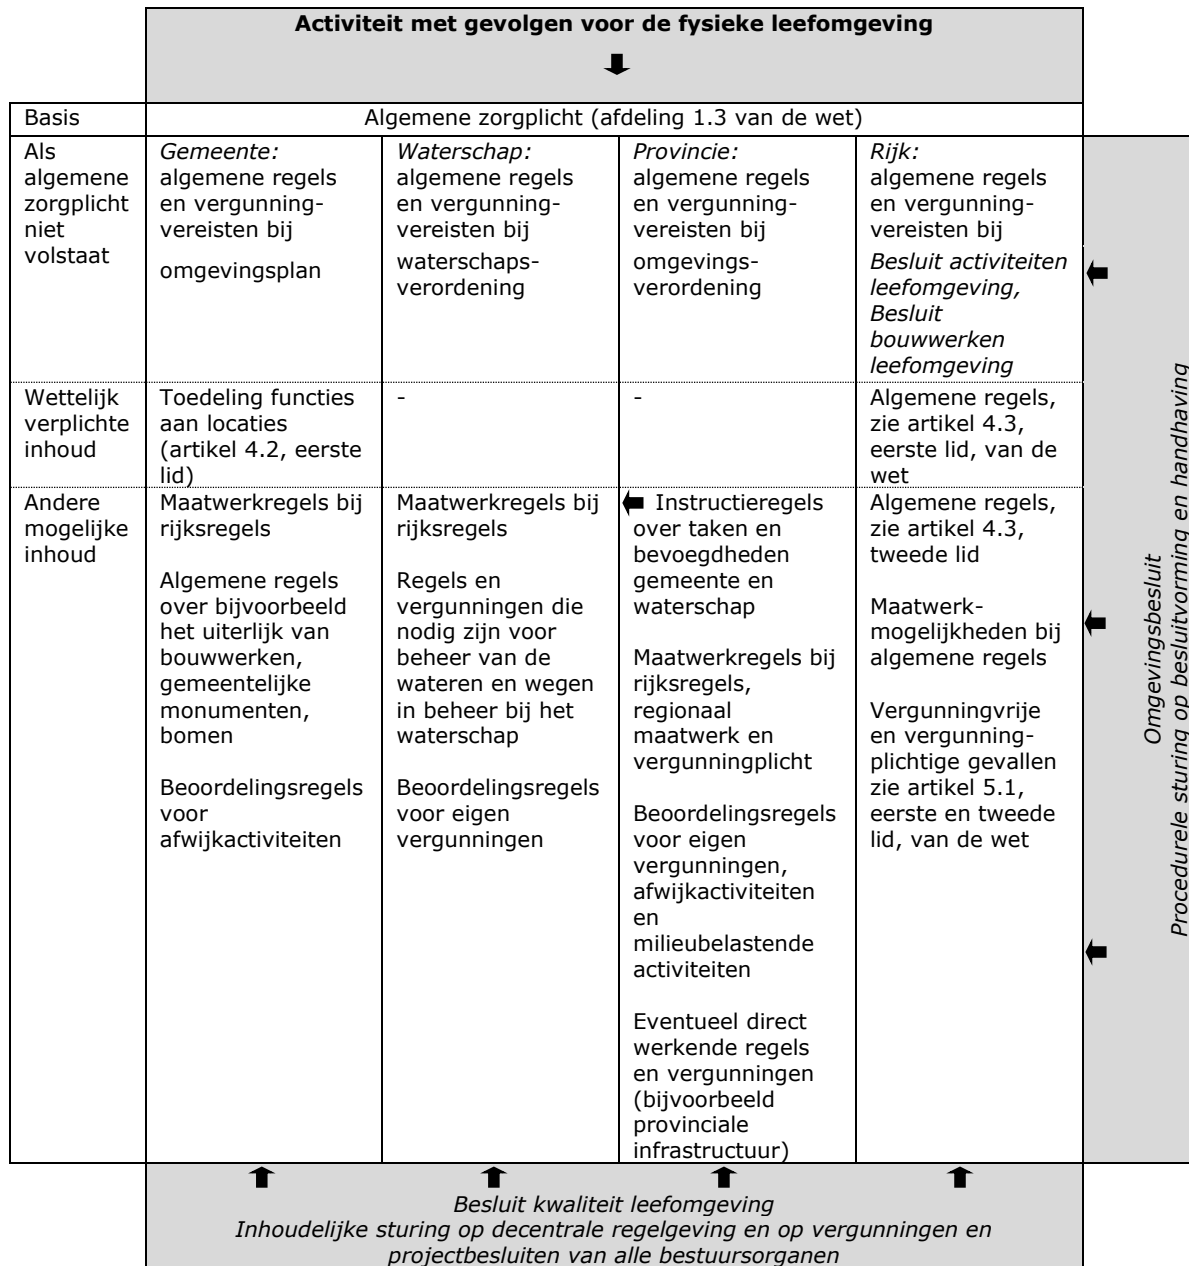 Activiteit met gevolgen voor de fysieke leefomgeving
Basis
Algemene zorgplicht (afdeling 1.3 van de wet)
Als
algemene
zorgplicht
niet
volstaat
Gemeente:
algemene regels
en vergunning-
vereisten bij
omgevingsplan
Waterschap:
algemene regels
en vergunning-
vereisten bij
waterschaps-
verordening
Provincie:
algemene regels
en vergunning-
vereisten bij
omgevings-
verordening
Rijk:
algemene regels
en vergunning-
vereisten bij
Besluit activiteiten
leefomgeving,
Besluit
bouwwerken
leefomgeving
Wettelijk
verplichte
inhoud
Toedeling functies
aan locaties
(artikel 4.2, eerste
lid)
-
-
Algemene regels,
zie artikel 4.3,
eerste lid, van de
wet
Andere
mogelijke
inhoud
Maatwerkregels bij
rijksregels
Algemene regels
over bijvoorbeeld
het uiterlijk van
bouwwerken,
gemeentelijke
monumenten,
bomen
Beoordelingsregels
voor
afwijkactiviteiten
Maatwerkregels bij
rijksregels
Regels en
vergunningen die
nodig zijn voor
beheer van de
wateren en wegen
in beheer bij het
waterschap
Beoordelingsregels
voor eigen
vergunningen
Instructieregels
over taken en
bevoegdheden
gemeente en
waterschap
Maatwerkregels bij
rijksregels,
regionaal
maatwerk en
vergunningplicht
Beoordelingsregels
voor eigen
vergunningen,
afwijkactiviteiten
en
milieubelastende
activiteiten
Eventueel direct
werkende regels
en vergunningen
(bijvoorbeeld
provinciale
infrastructuur)
Algemene regels,
zie artikel 4.3,
tweede lid
Maatwerk-
mogelijkheden bij
algemene regels
Vergunningvrije
en vergunning-
plichtige gevallen
zie artikel 5.1,
eerste en tweede
lid, van de wet
Omgevingsbesluit
Procedurele sturing op besluitvorming en handhaving
Besluit kwaliteit leefomgeving
Inhoudelijke sturing op decentrale regelgeving en op vergunningen en
projectbesluiten van alle bestuursorganen